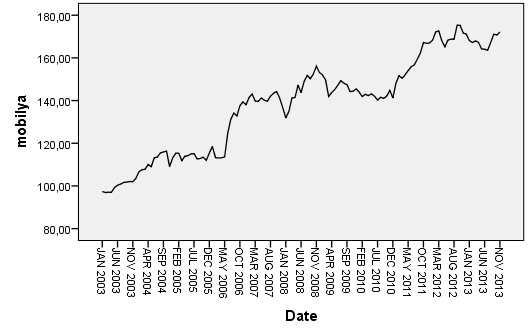 180,00
160,00
140,00
120,00
100,00
80,00
mobilya
JAN 2003
JUN 2003
NOV 2003
APR 2004
SEP 2004
FEB 2005
JUL 2005
DEC 2005
MAY 2006
OCT 2006
MAR 2007
AUG 2007
JAN 2008
JUN 2008
NOV 2008
APR 2009
SEP 2009
FEB 2010
JUL 2010
DEC 2010
MAY 2011
OCT 2011
MAR 2012
AUG 2012
JAN 2013
JUN 2013
NOV 2013
Date